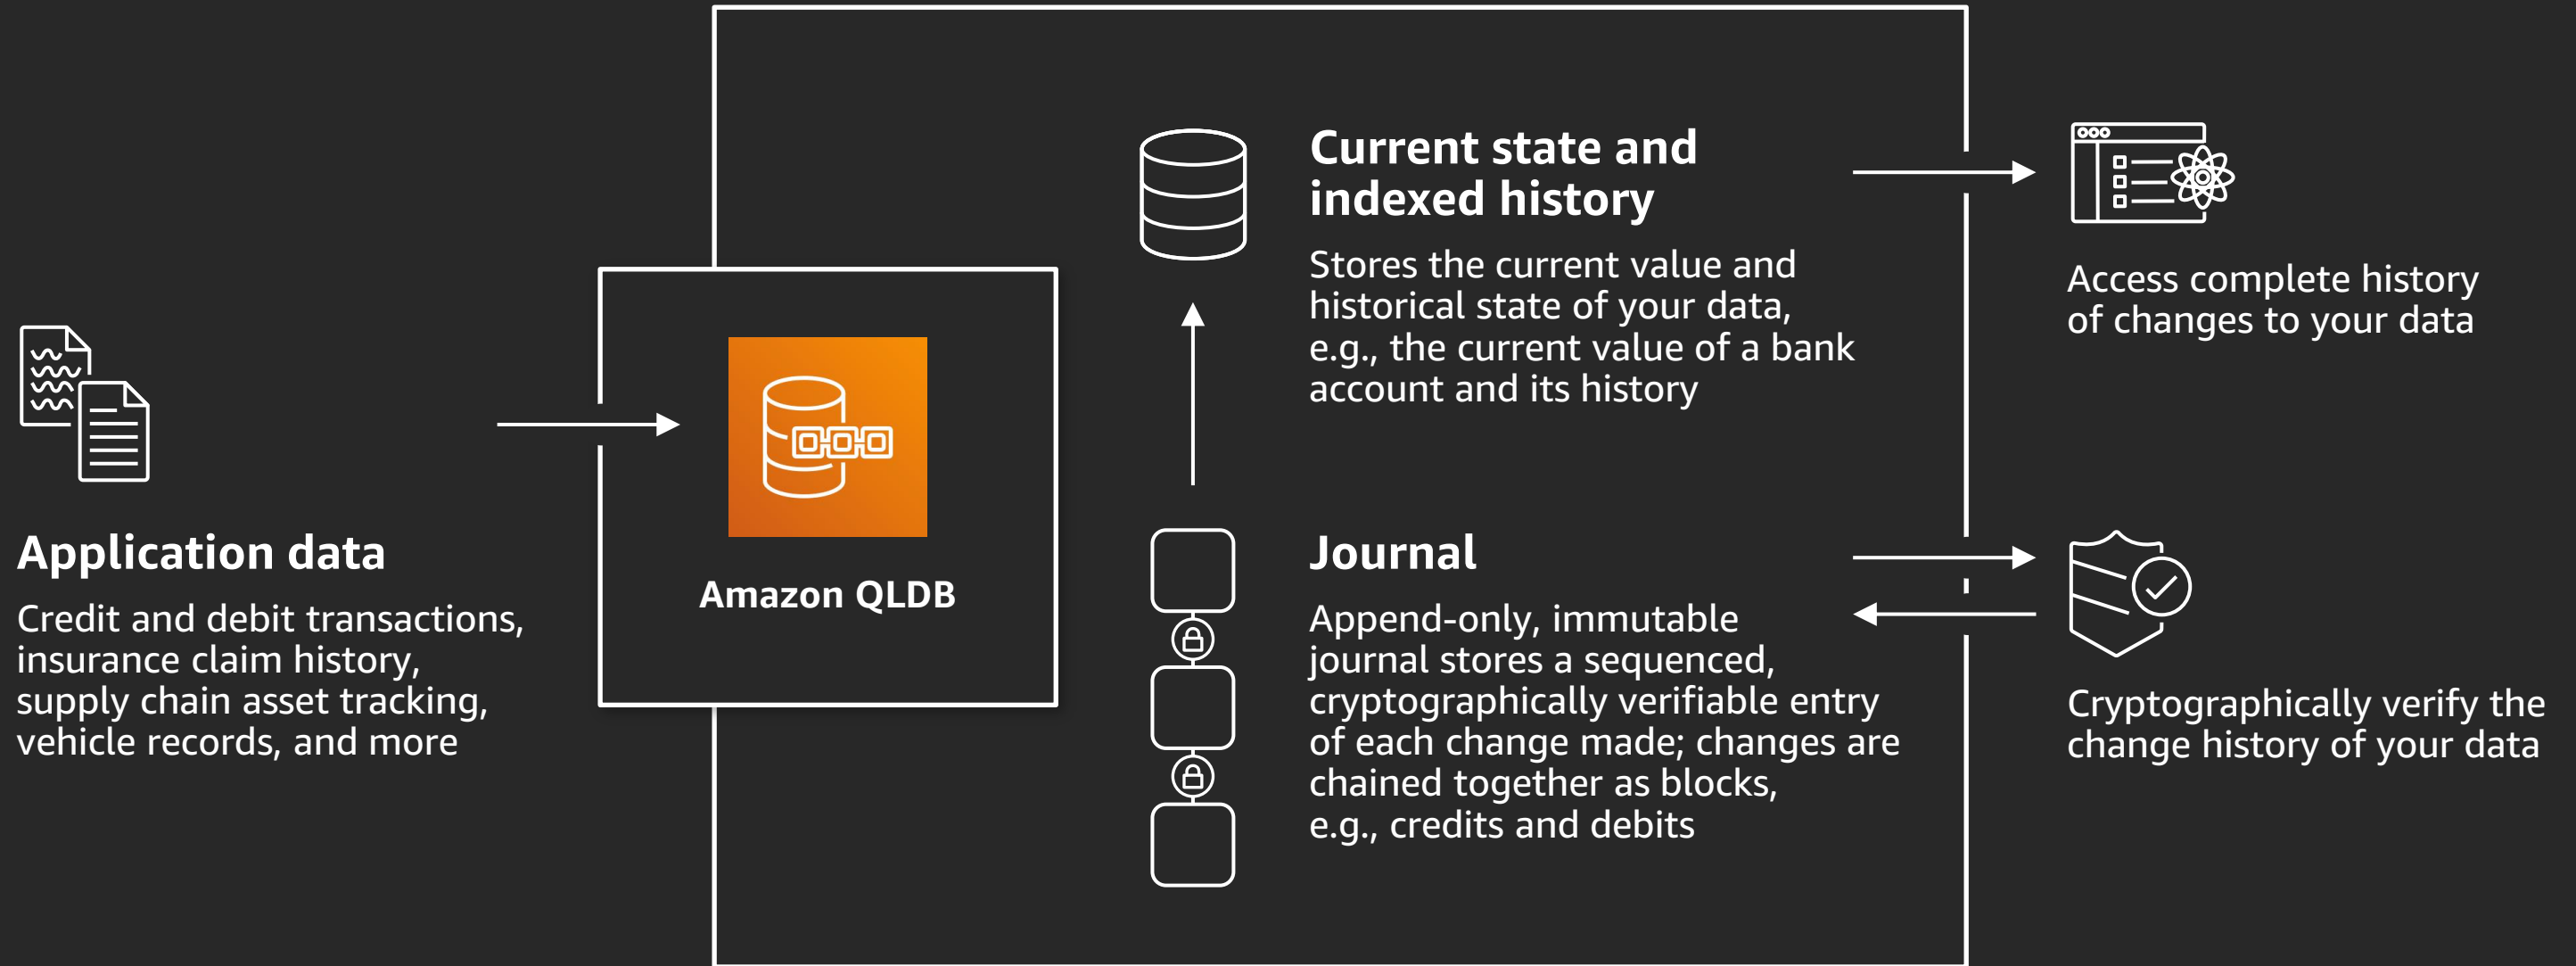 Application data
Credit and debit transactions,
insurance claim history,
supply chain asset tracking,
vehicle records, and more
Amazon QLDB
Current state and
indexed history
Stores the current value and
historical state of your data,
e.g., the current value of a bank
account and its history
Journal
Append-only, immutable
journal stores a sequenced,
cryptographically verifiable entry
of each change made; changes are
chained together as blocks,
e.g., credits and debits
Access complete history
of changes to your data
Cryptographically verify the
change history of your data